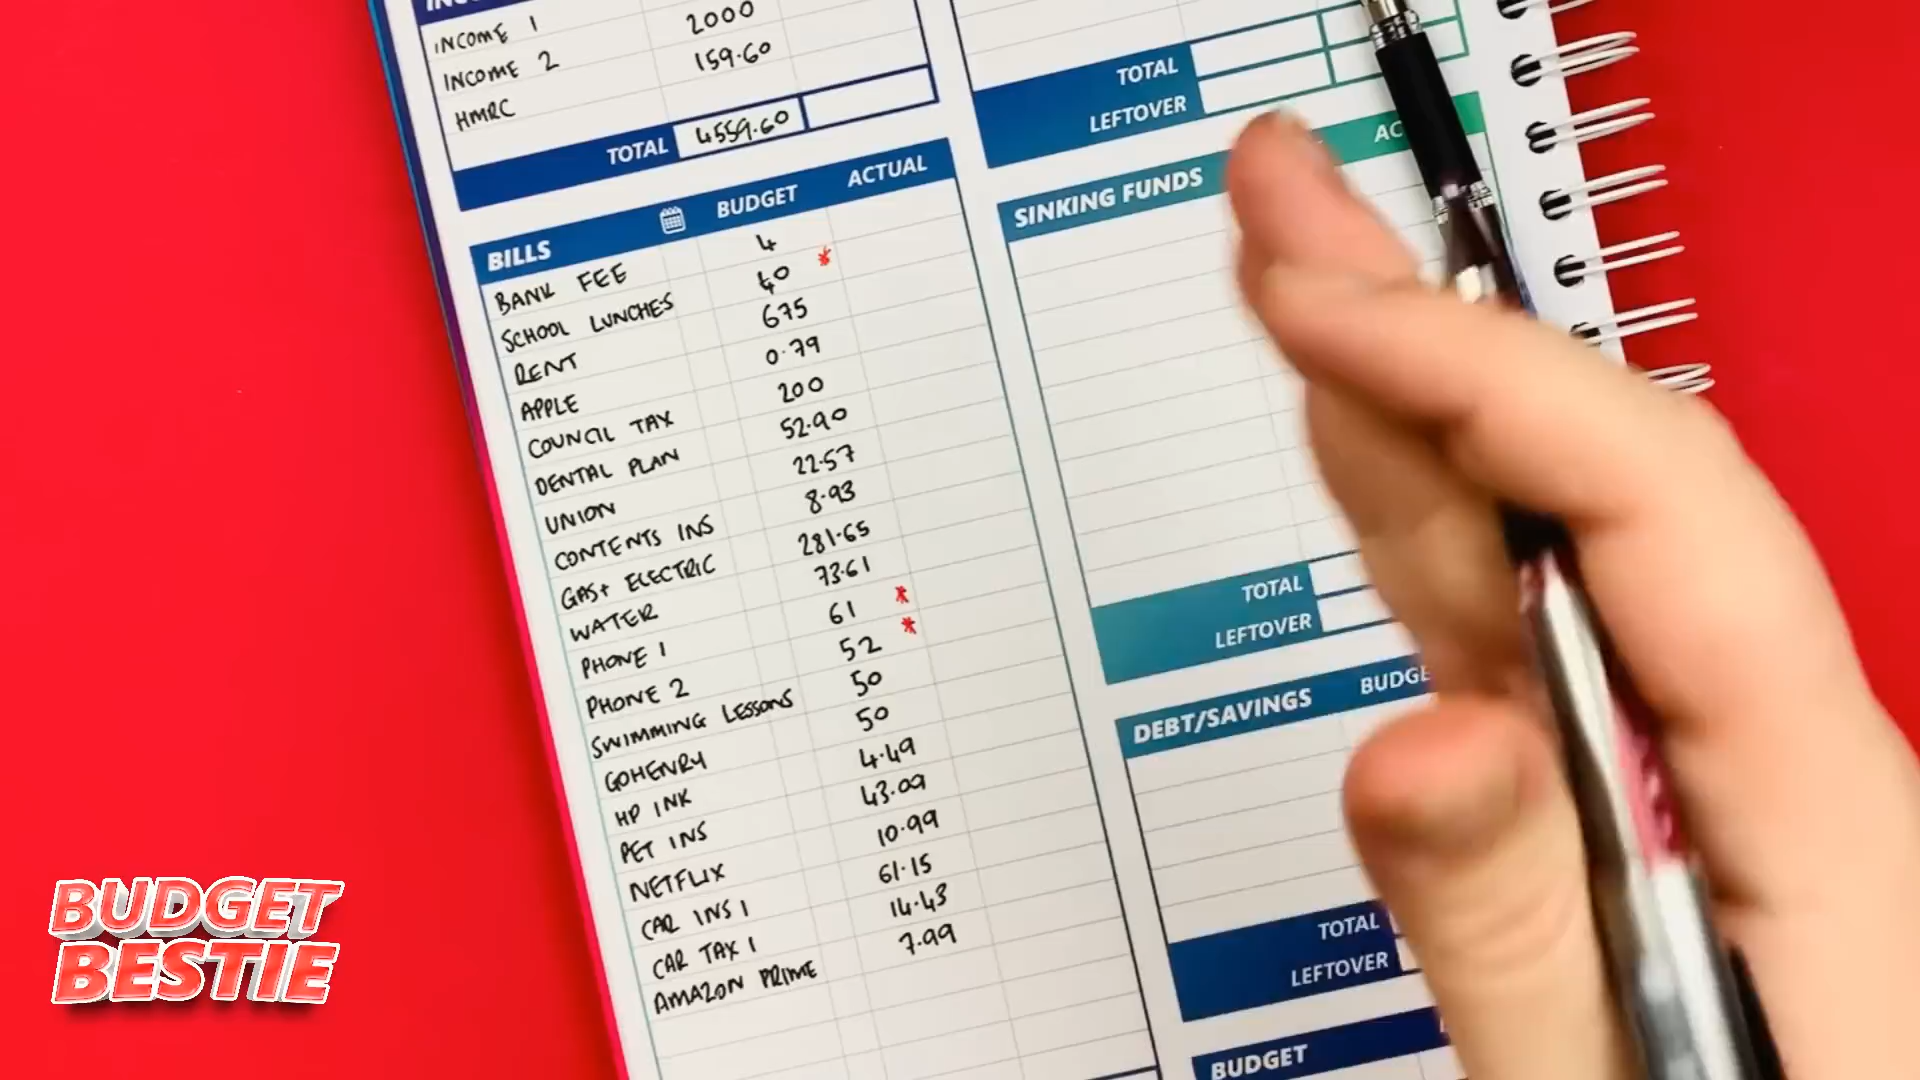 INCOME 1
INCOME 2 2000
HMRC 159.60
TOTAL 4559.60
BILLS BUDGET ACTUAL
BANK FEE 4
SCHOOL LUNCHES 40 *
RENT 675
APPLE 0.79
COUNCIL TAX 200
DENTAL PLAN 52.90
UNION 22.57
CONTENTS INS 8.93
GAS+ ELECTRIC 281.65
WATER 73.61
PHONE 1 61 *
PHONE 2 52 *
SWIMMING LESSONS 50
GOHENRY 50
HP INK 4.49
PET INS 43.09
NETFLIX 10.99
CAR INS 1 61.15
CAR TAX 1 14.43
AMAZON PRIME 7.99
TOTAL
LEFTOVER
SINKING FUNDS
TOTAL
LEFTOVER
DEBT/SAVINGS
TOTAL
LEFTOVER
BUDGET
BUDGET
BESTIE